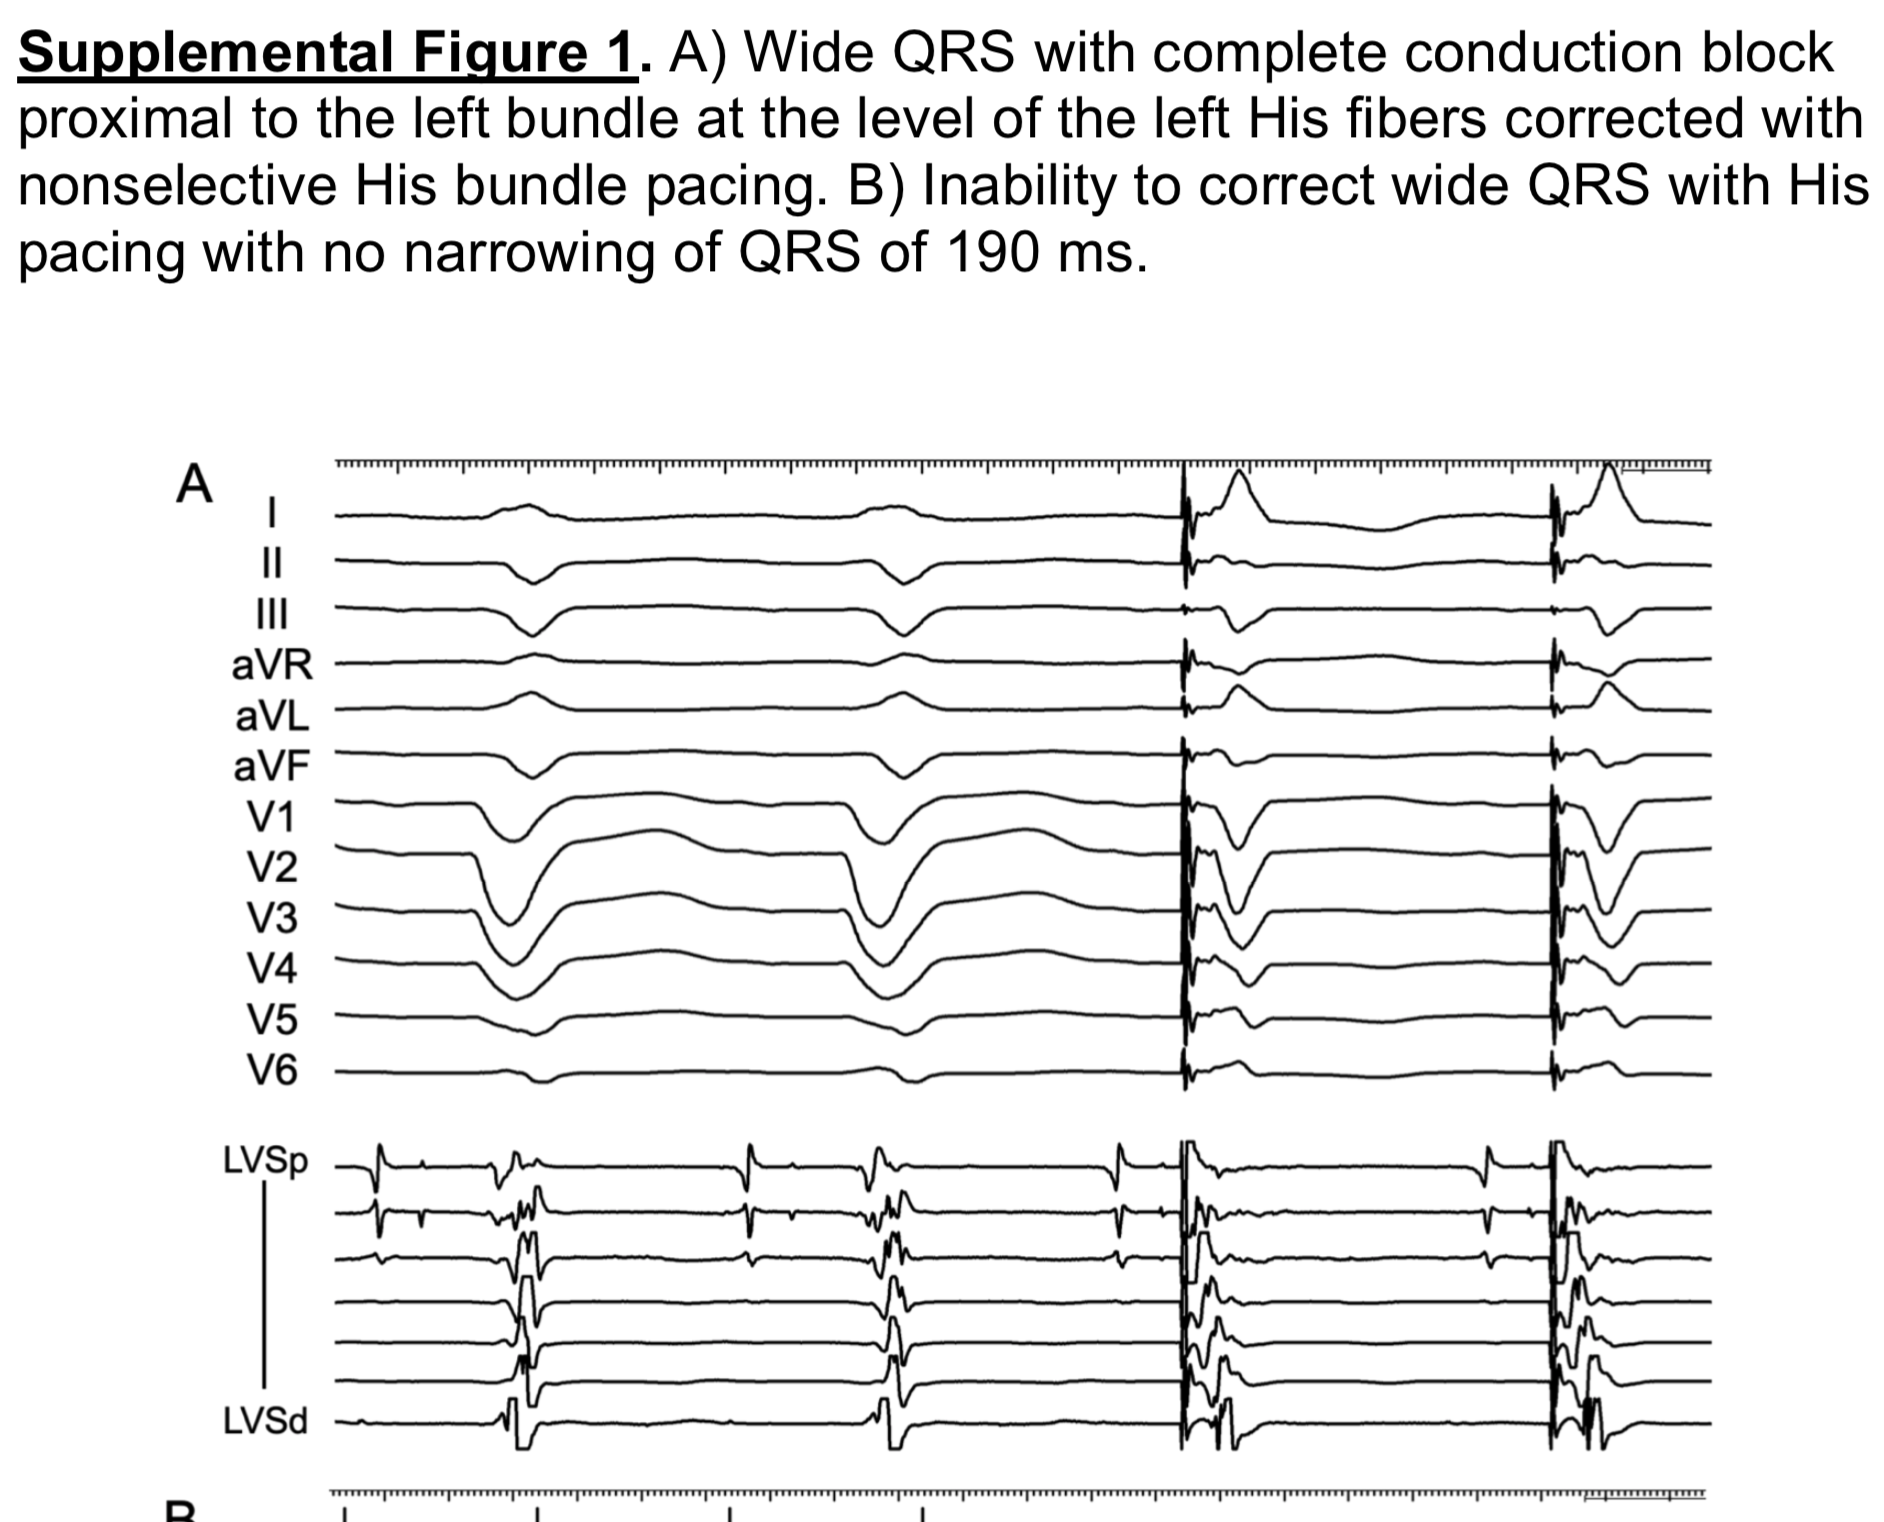 Supplemental Figure 1. A) Wide QRS with complete conduction block
proximal to the left bundle at the level of the left His fibers corrected with
nonselective His bundle pacing. B) Inability to correct wide QRS with His
pacing with no narrowing of QRS of 190 ms.
A
I
II
III
aVR
aVL
aVF
V1
V2
V3
V4
V5
V6
LVSp
LVSd
B